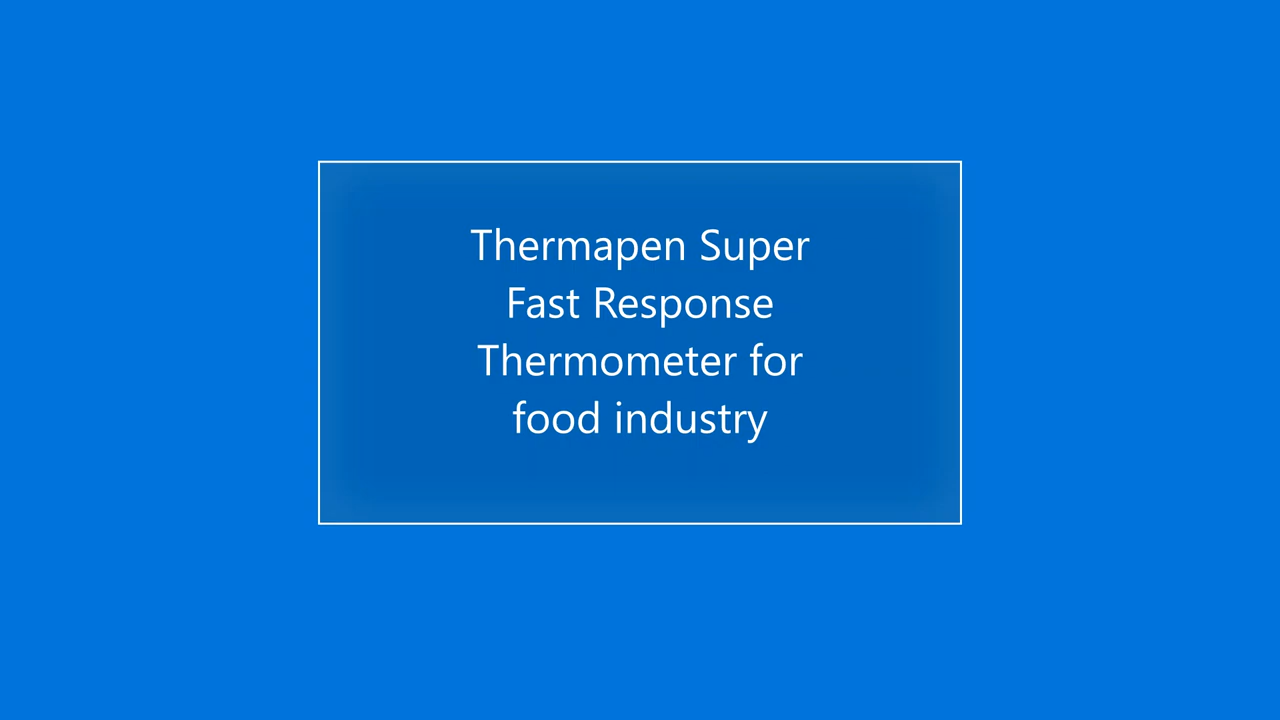 Thermapen Super
Fast Response
Thermometer for
food industry